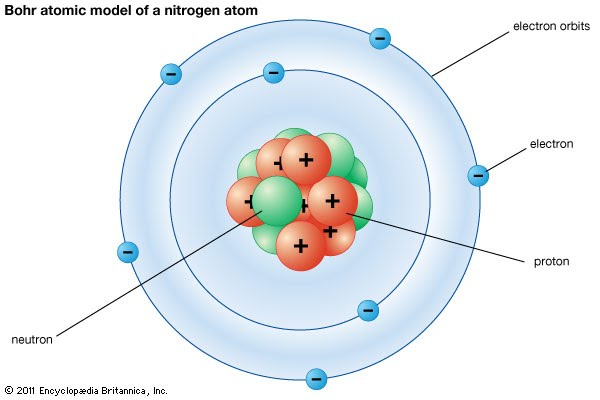 Bohr atomic model of a nitrogen atom
electron orbits
electron
proton
neutron
© 2011 Encyclopædia Britannica, Inc.